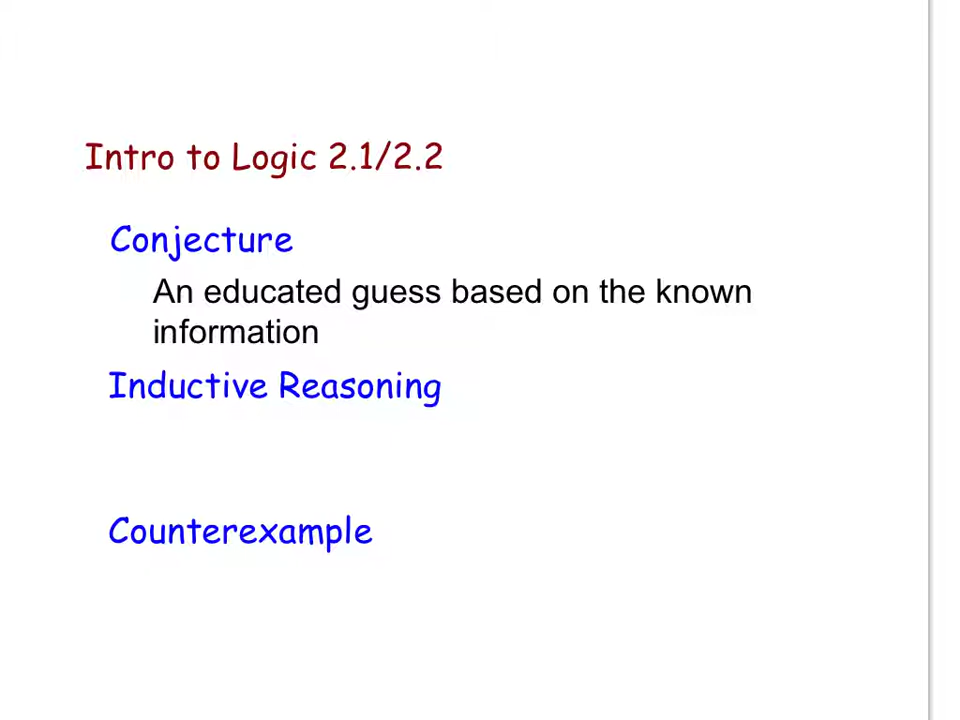 Intro to Logic 2.1/2.2
Conjecture
An educated guess based on the known
information
Inductive Reasoning
Counterexample